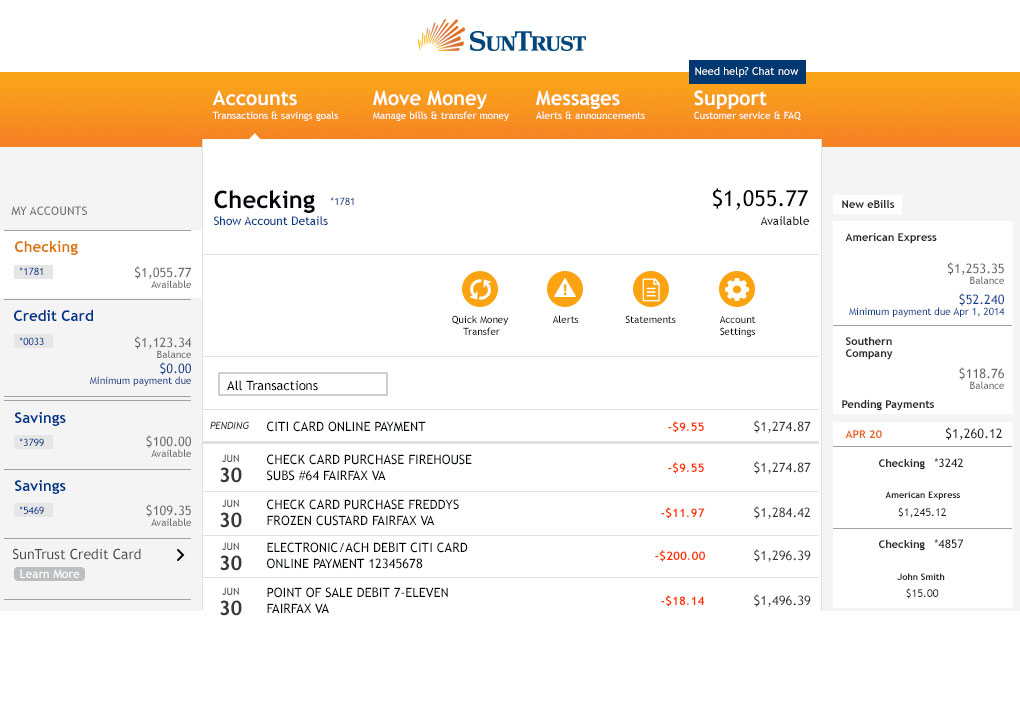 SUNTRUST
Need help? Chat now
Accounts
Transactions & savings goals
Move Money
Manage bills & transfer money
Messages
Alerts & announcements
Support
Customer service & FAQ
MY ACCOUNTS
Checking
*1781
$1,055.77
Available
Credit Card
*0033
$1,123.34
Balance
$0.00
Minimum payment due
Savings
*3799
$100.00
Available
Savings
*5469
$109.35
Available
SunTrust Credit Card
Learn More
Checking *1781
$1,055.77
Show Account Details
Available
Quick Money
Transfer
Alerts
Statements
Account
Settings
All Transactions
PENDING CITI CARD ONLINE PAYMENT -$9.55 $1,274.87
JUN
30
CHECK CARD PURCHASE FIREHOUSE
SUBS #64 FAIRFAX VA
-$9.55 $1,274.87
JUN
30
CHECK CARD PURCHASE FREDDYS
FROZEN CUSTARD FAIRFAX VA
-$11.97 $1,284.42
JUN
30
ELECTRONIC/ACH DEBIT CITI CARD
ONLINE PAYMENT 12345678
-$200.00 $1,296.39
JUN
30
POINT OF SALE DEBIT 7-ELEVEN
FAIRFAX VA
-$18.14 $1,496.39
New eBills
American Express
$1,253.35
Balance
$52.240
Minimum payment due Apr 1, 2014
Southern
Company
$118.76
Balance
Pending Payments
APR 20 $1,260.12
Checking *3242
American Express
$1,245.12
Checking *4857
John Smith
$15.00